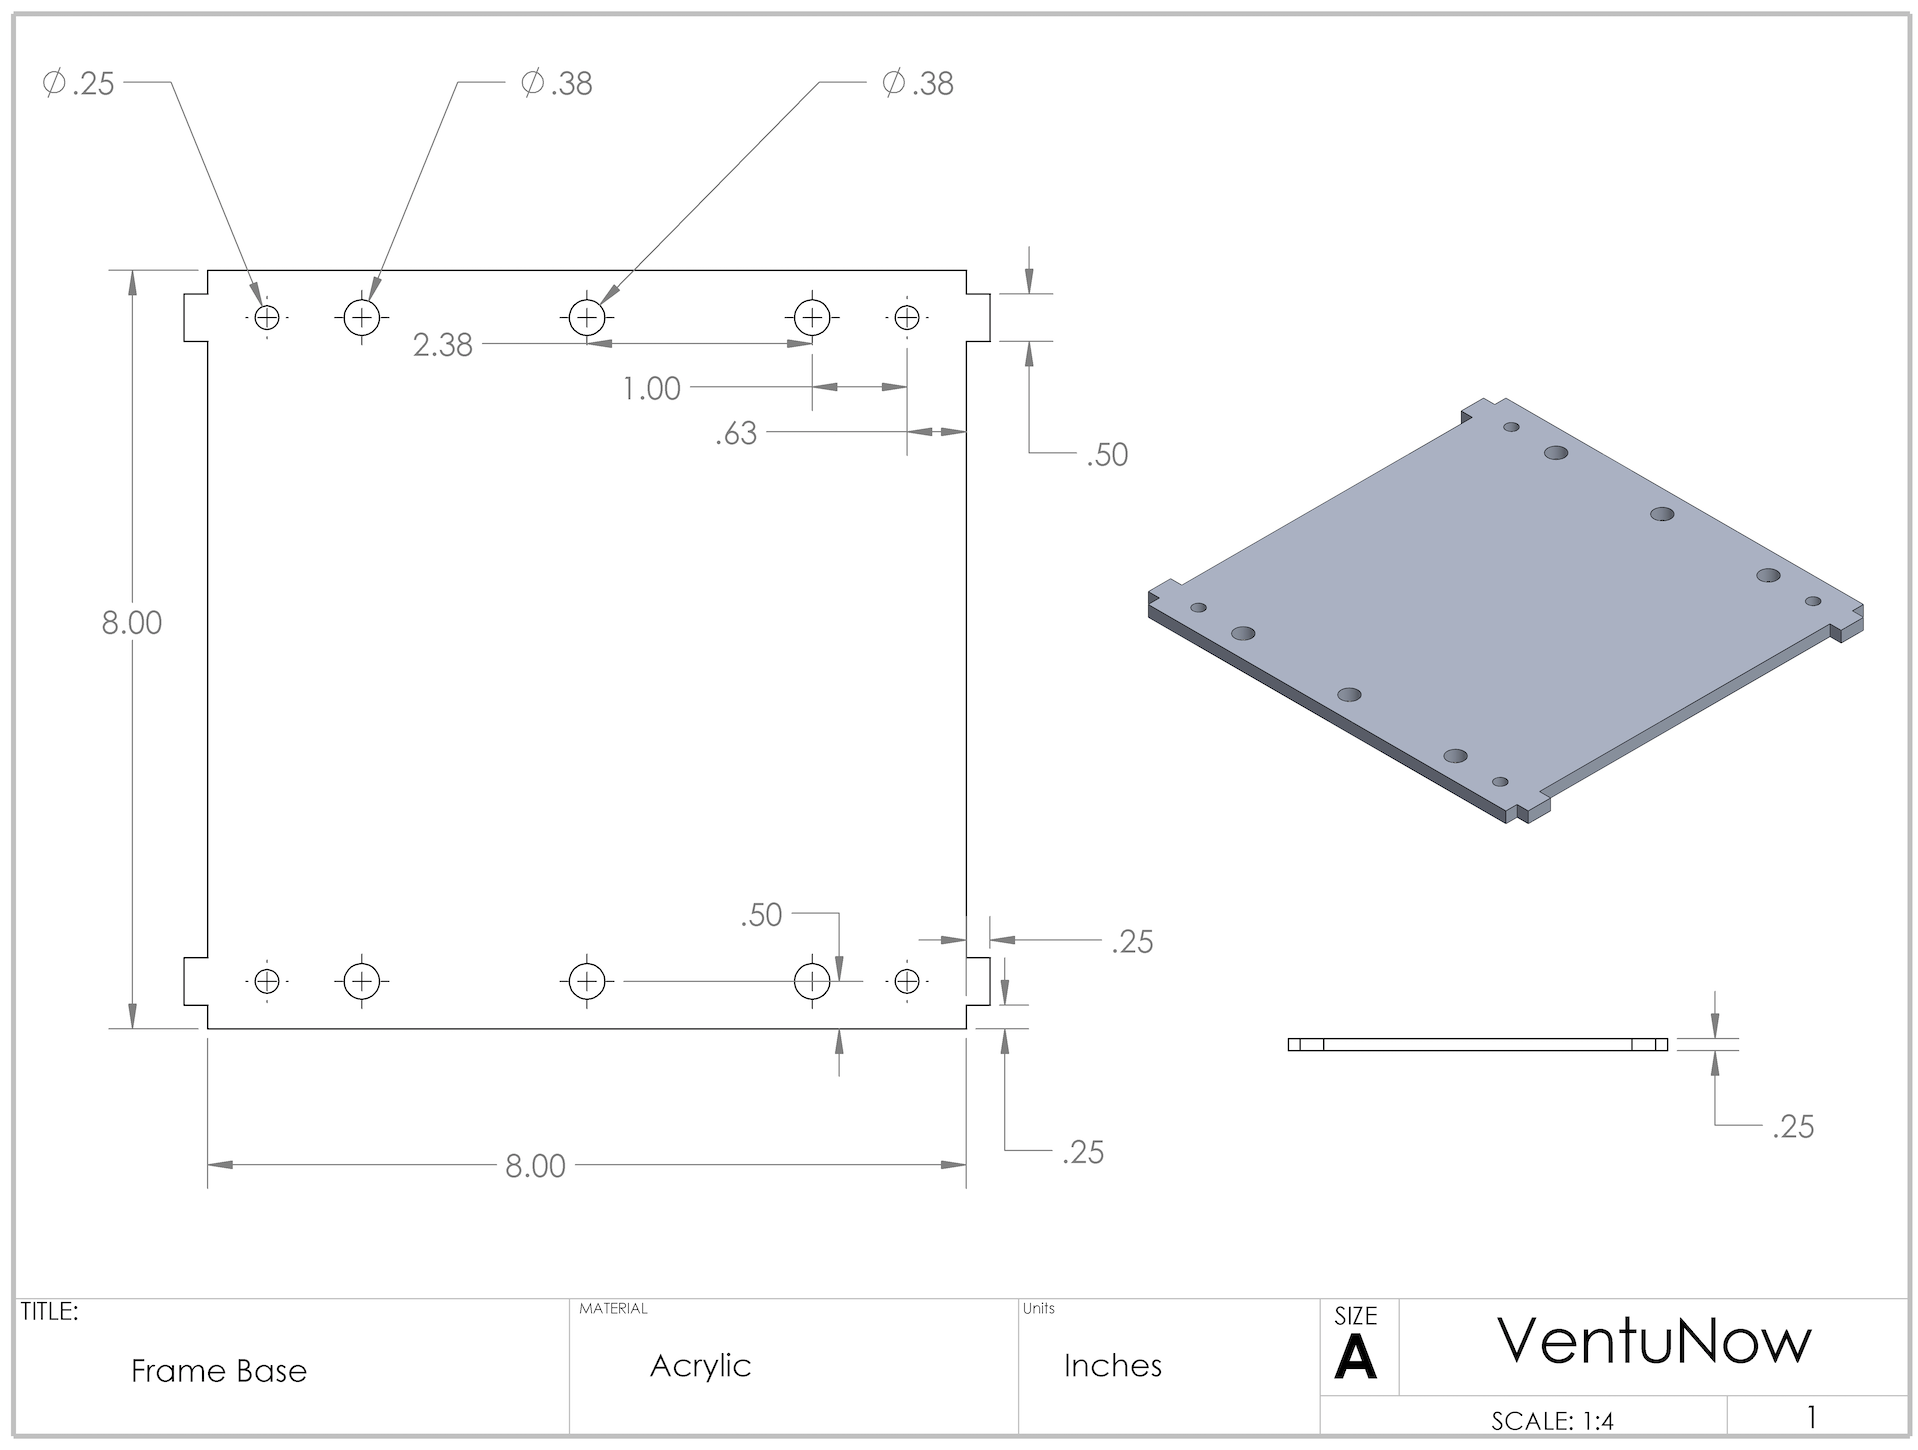 ∅ .25
∅ .38
∅ .38
2.38
1.00
.63
.50
8.00
.50
.25
.25
8.00
.25
TITLE:
Frame Base
MATERIAL
Acrylic
Units
Inches
SIZE
A
VentuNow
SCALE: 1:4
1